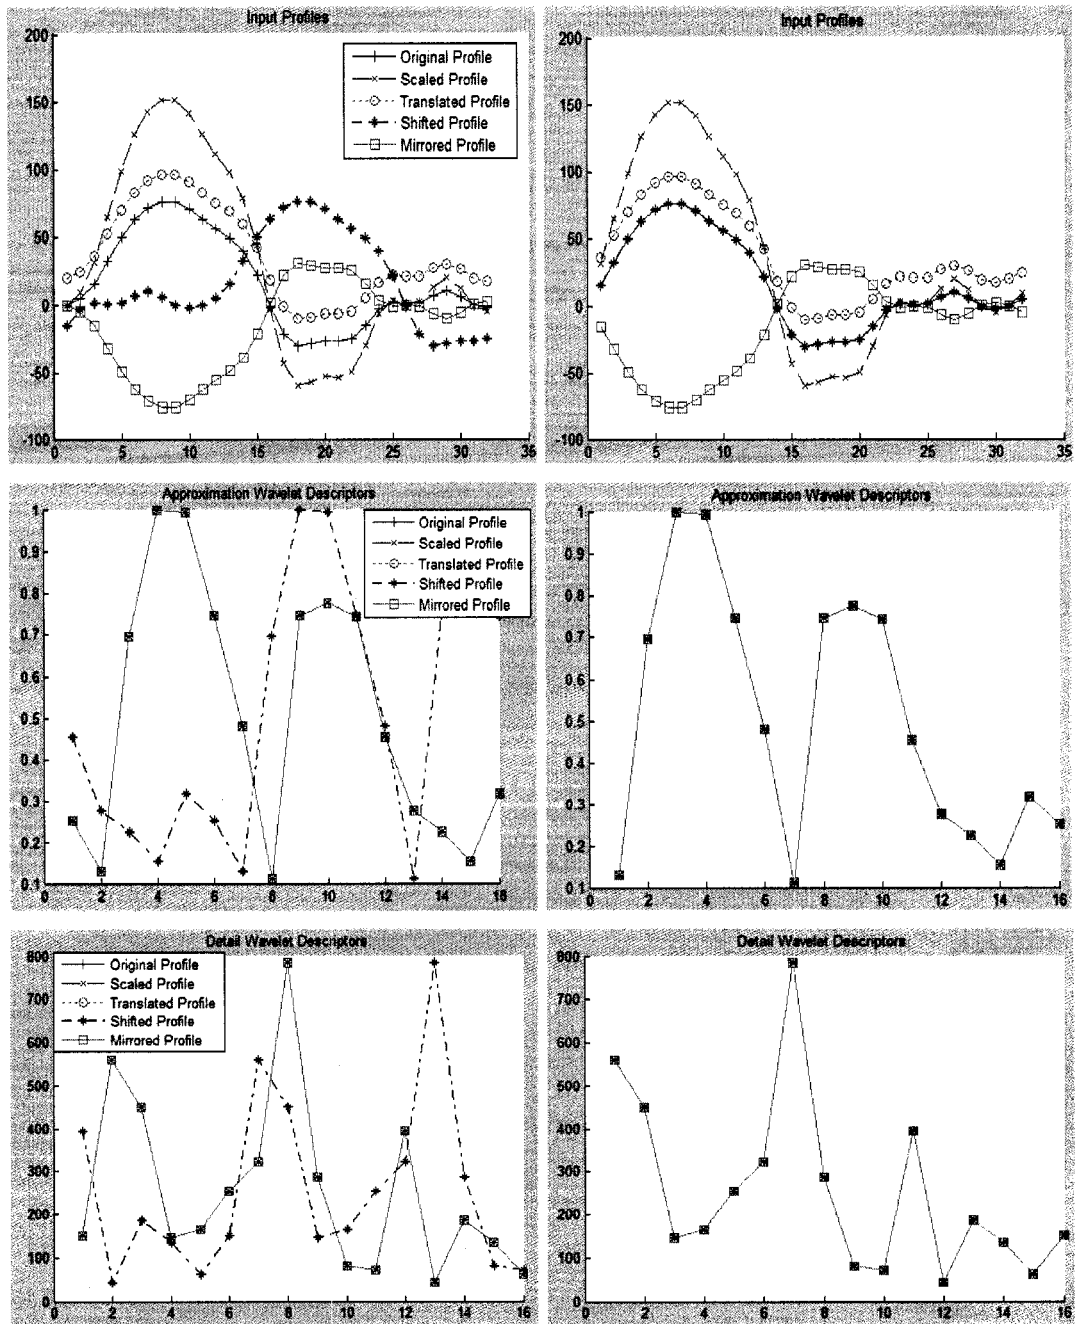 Input Profiles
200
150
100
50
0
-50
-100
0 5 10 15 20 25 30 35
Original Profile
Scaled Profile
Translated Profile
Shifted Profile
Mirrored Profile
Input Profiles
200
150
100
50
0
-50
-100
0 5 10 15 20 25 30 35
Approximation Wavelet Descriptors
1
0.9
0.8
0.7
0.6
0.5
0.4
0.3
0.2
0.1
0 2 4 6 8 10 12 14 16
Original Profile
Scaled Profile
Translated Profile
Shifted Profile
Mirrored Profile
Approximation Wavelet Descriptors
1
0.9
0.8
0.7
0.6
0.5
0.4
0.3
0.2
0.1
0 2 4 6 8 10 12 14 16
Detail Wavelet Descriptors
800
700
600
500
400
300
200
100
0
0 2 4 6 8 10 12 14 16
Original Profile
Scaled Profile
Translated Profile
Shifted Profile
Mirrored Profile
Detail Wavelet Descriptors
800
700
600
500
400
300
200
100
0
0 2 4 6 8 10 12 14 16